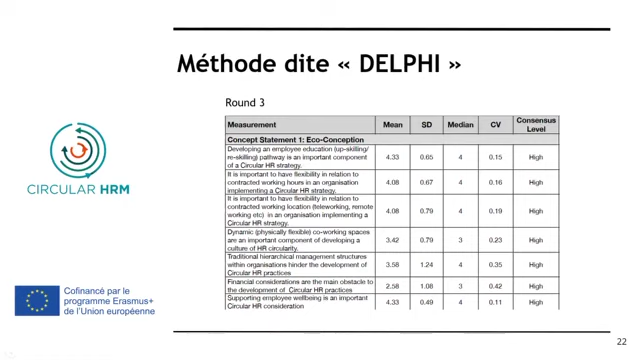 Méthode dite « DELPHI »
Round 3
CIRCULAR HRM
Cofinancé par le
programme Erasmus+
de l'Union européenne
Measurement Mean SD Median CV Consensus Level
Concept Statement 1: Eco-Conception
Developing an employee education (up-skilling/
re-skilling) pathway is an important component
of a Circular HR strategy.
4.33 0.65 4 0.15 High
It is important to have flexibility in relation to
contracted working hours in an organisation
implementing a Circular HR strategy.
4.08 0.67 4 0.16 High
It is important to have flexibility in relation to
contracted working location (teleworking, remote
working etc) in an organisation implementing a
Circular HR strategy.
4.08 0.79 4 0.19 High
Dynamic (physically flexible) co-working spaces
are an important component of developing a
culture of HR circularity.
3.42 0.79 3 0.23 High
Traditional hierarchical management structures
within organisations hinder the development of
Circular HR practices
3.58 1.24 4 0.35 High
Financial considerations are the main obstacle to
the development of Circular HR practices
2.58 1.08 3 0.42 High
Supporting employee wellbeing is an important
Circular HR consideration
4.33 0.49 4 0.11 High
22